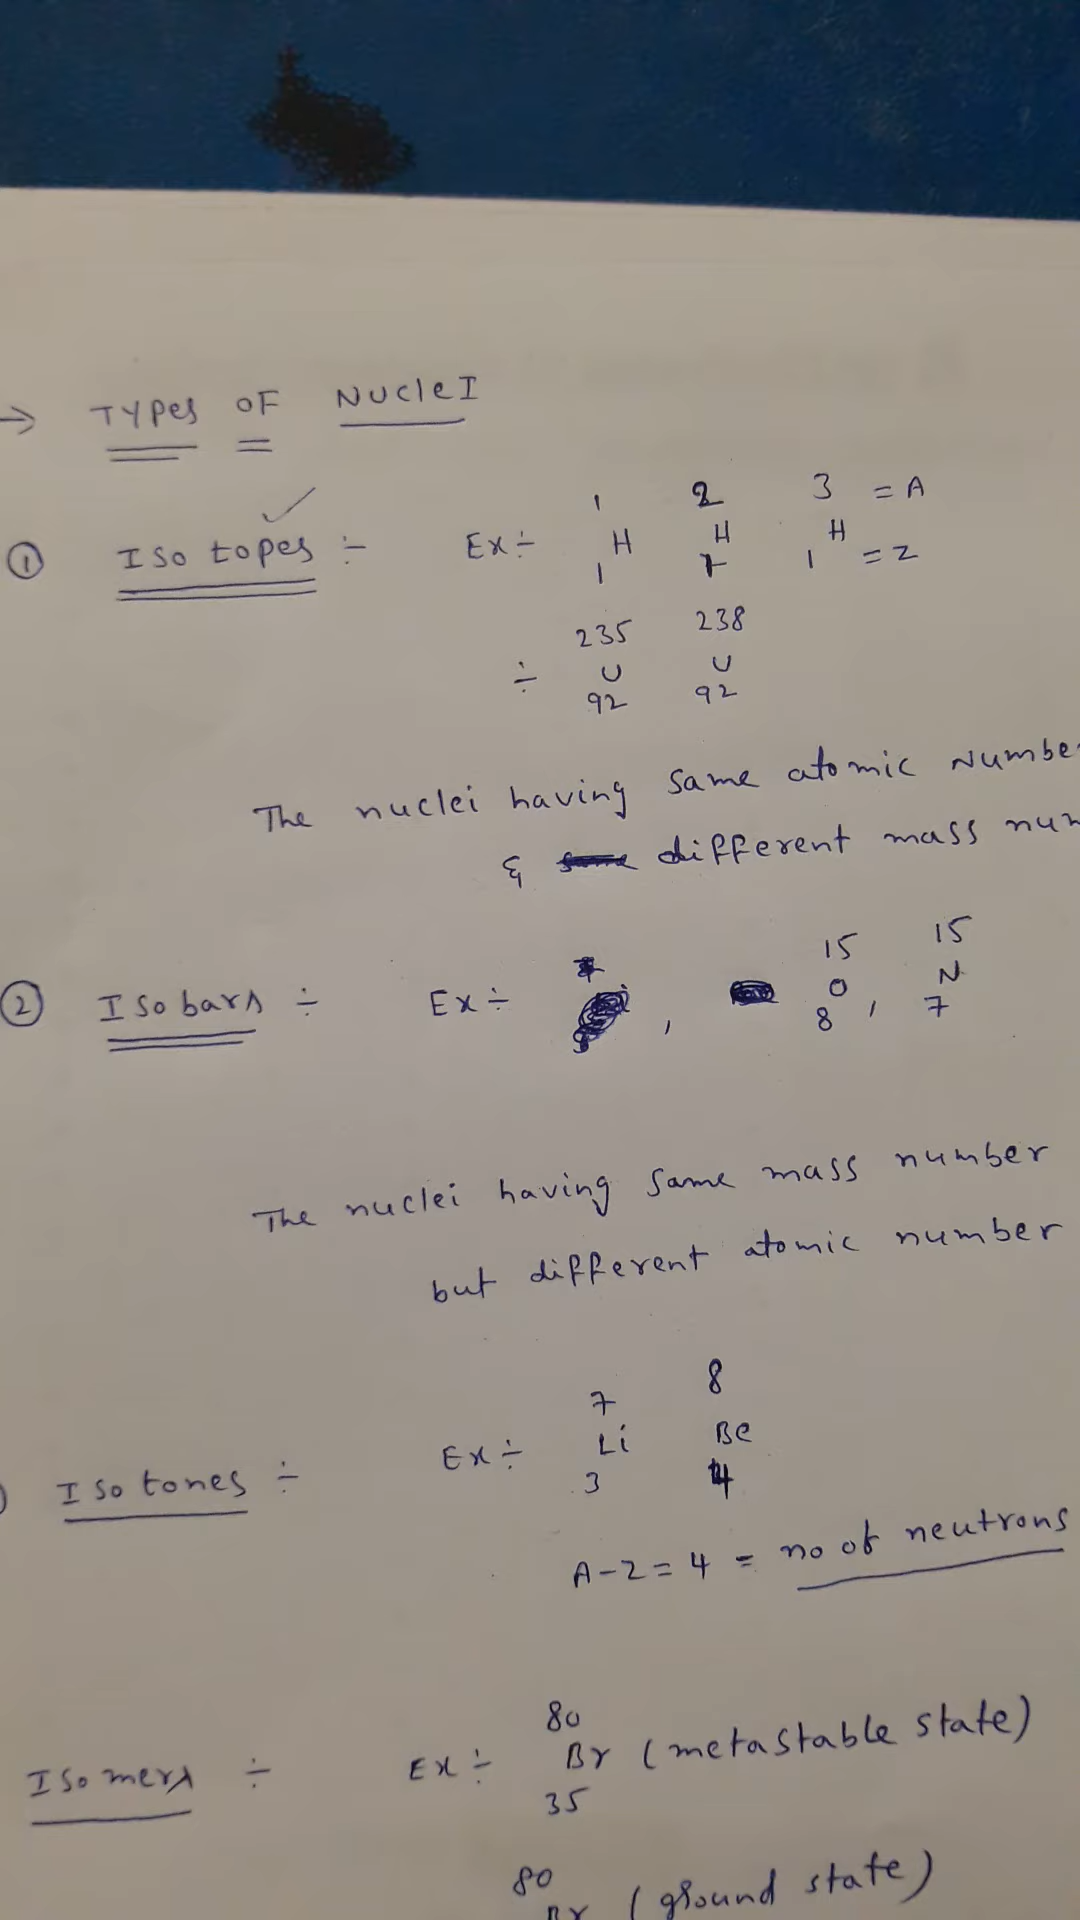 → Types OF NucleI
1 2 3 = A
① Isotopes :- Ex÷ H H H
1 1 1 = Z
235 238
÷ U U
92 92
The nuclei having same atomic Numbe
& different mass num
15 15
② Isobars ÷ Ex÷ , O , N
8 7
The nuclei having same mass number
but different atomic number
7 8
Isotones ÷ Ex÷ Li Be
3 4
A-Z = 4 = no of neutrons
80
Isomers ÷ Ex÷ Br (metastable state)
35
80
Br (ground state)